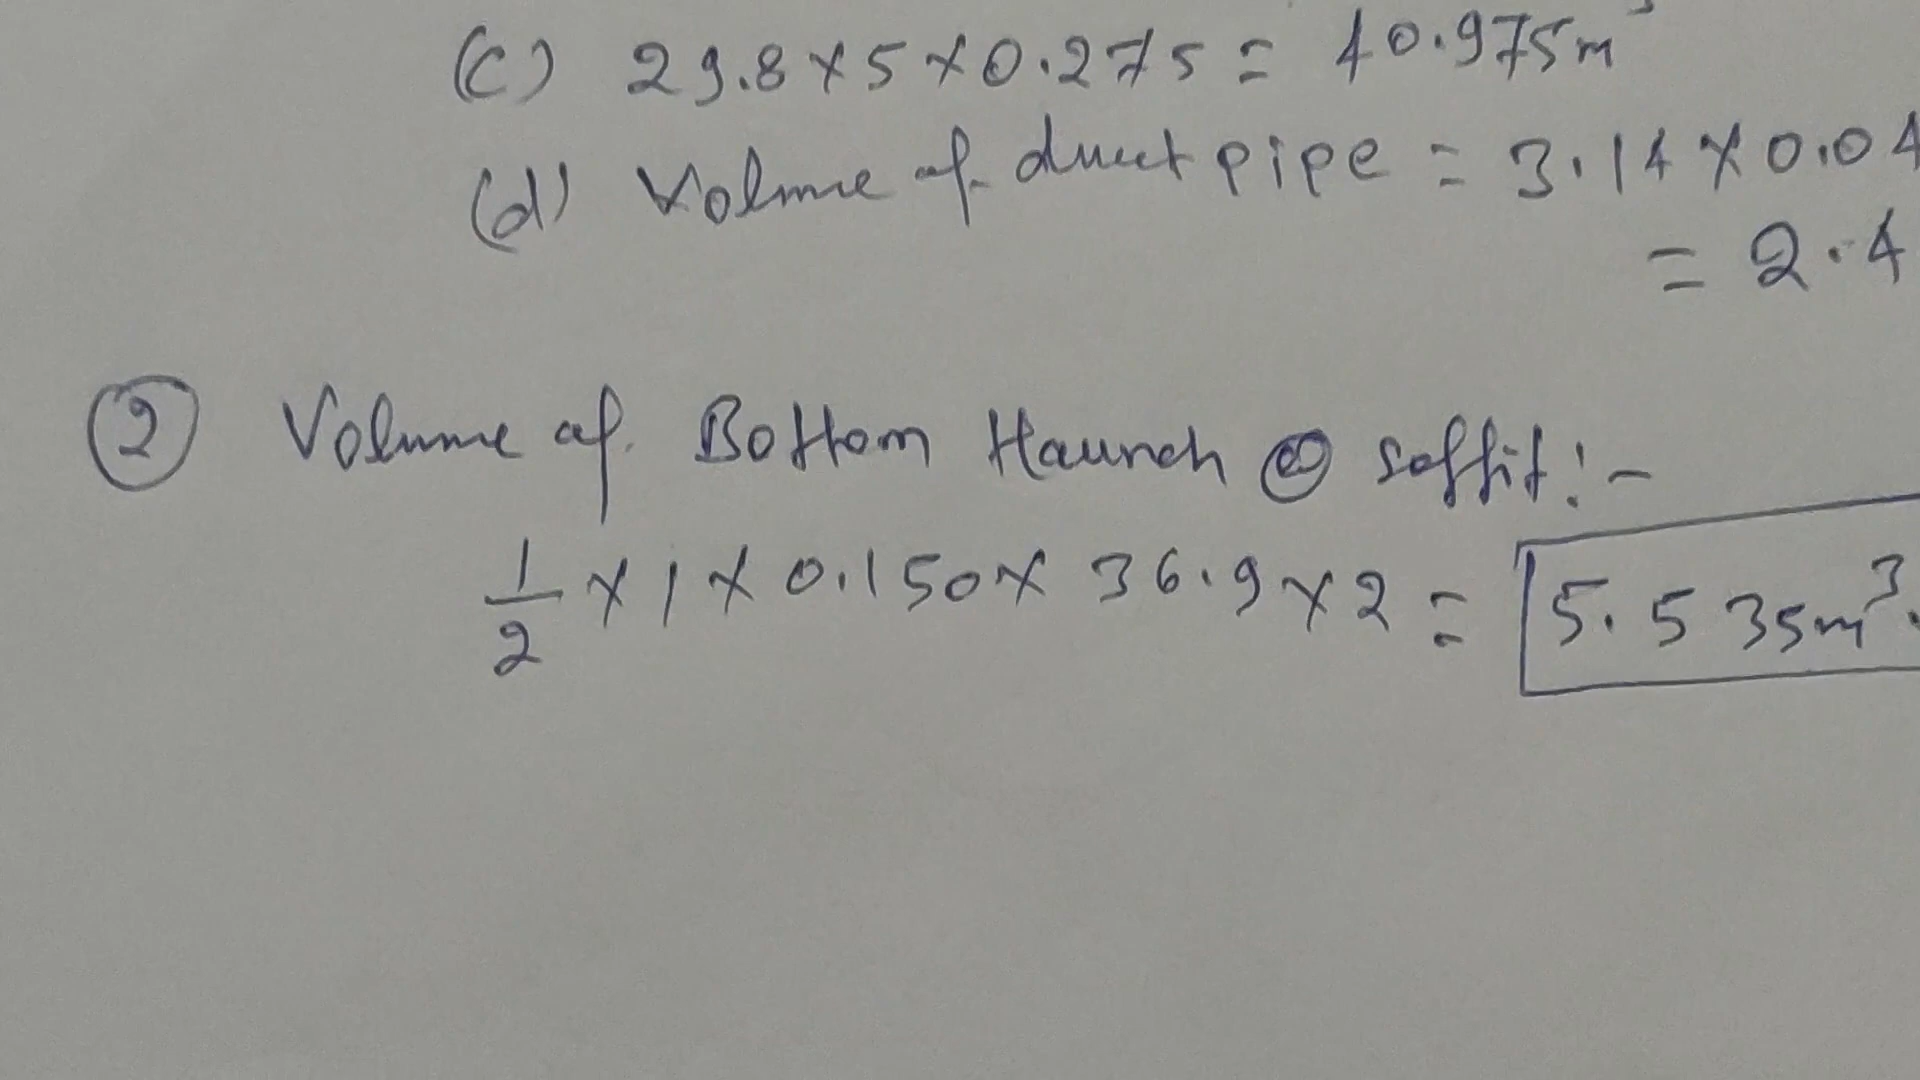 (c) 29.8 x 5 x 0.275 = 40.975m³
(d) Volume of duct pipe = 3.14 x 0.04
= 2.4
② Volume of Bottom Haunch @ soffit:-
1/2 x 1 x 0.150 x 36.9 x 2 = 5.535m³.